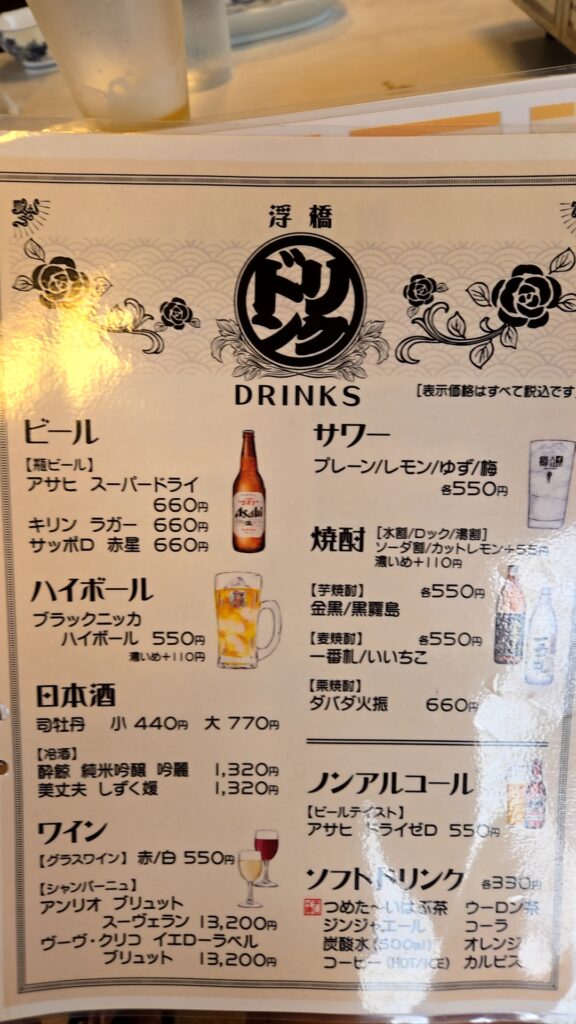 浮橋
ドリンク
DRINKS
[表示価格はすべて税込です
ビール
【瓶ビール】
アサヒ スーパードライ
660円
キリン ラガー 660円
サッポロ 赤星 660円
Asahi
ハイボール
ブラックニッカ
ハイボール 550円
濃いめ+110円
日本酒
司牡丹 小 440円 大 770円
【冷酒】
酔鯨 純米吟醸 吟麗 1,320円
美丈夫 しずく媛 1,320円
ワイン
【グラスワイン】 赤/白 550円
【シャンパーニュ】
アンリオ ブリュット
スーヴェラン 13,200円
ヴーヴ・クリコ イエローラベル
ブリュット 13,200円
サワー
プレーン/レモン/ゆず/梅
各550円
焼酎 [水割/ロック/湯割]
ソーダ割/カットレモン+55円
濃いめ+110円
【芋焼酎】 各550円
金黒/黒霧島
【麦焼酎】 各550円
一番札/いいちこ
【栗焼酎】
ダバダ火振 660円
ノンアルコール
【ビールテイスト】
アサヒ ドライゼロ 550円
ソフトドリンク 各330円
つめた〜いはぶ茶 ウーロン茶
ジンジャエール コーラ
炭酸水(500ml) オレンジ
コーヒー(HOT/ICE) カルピス